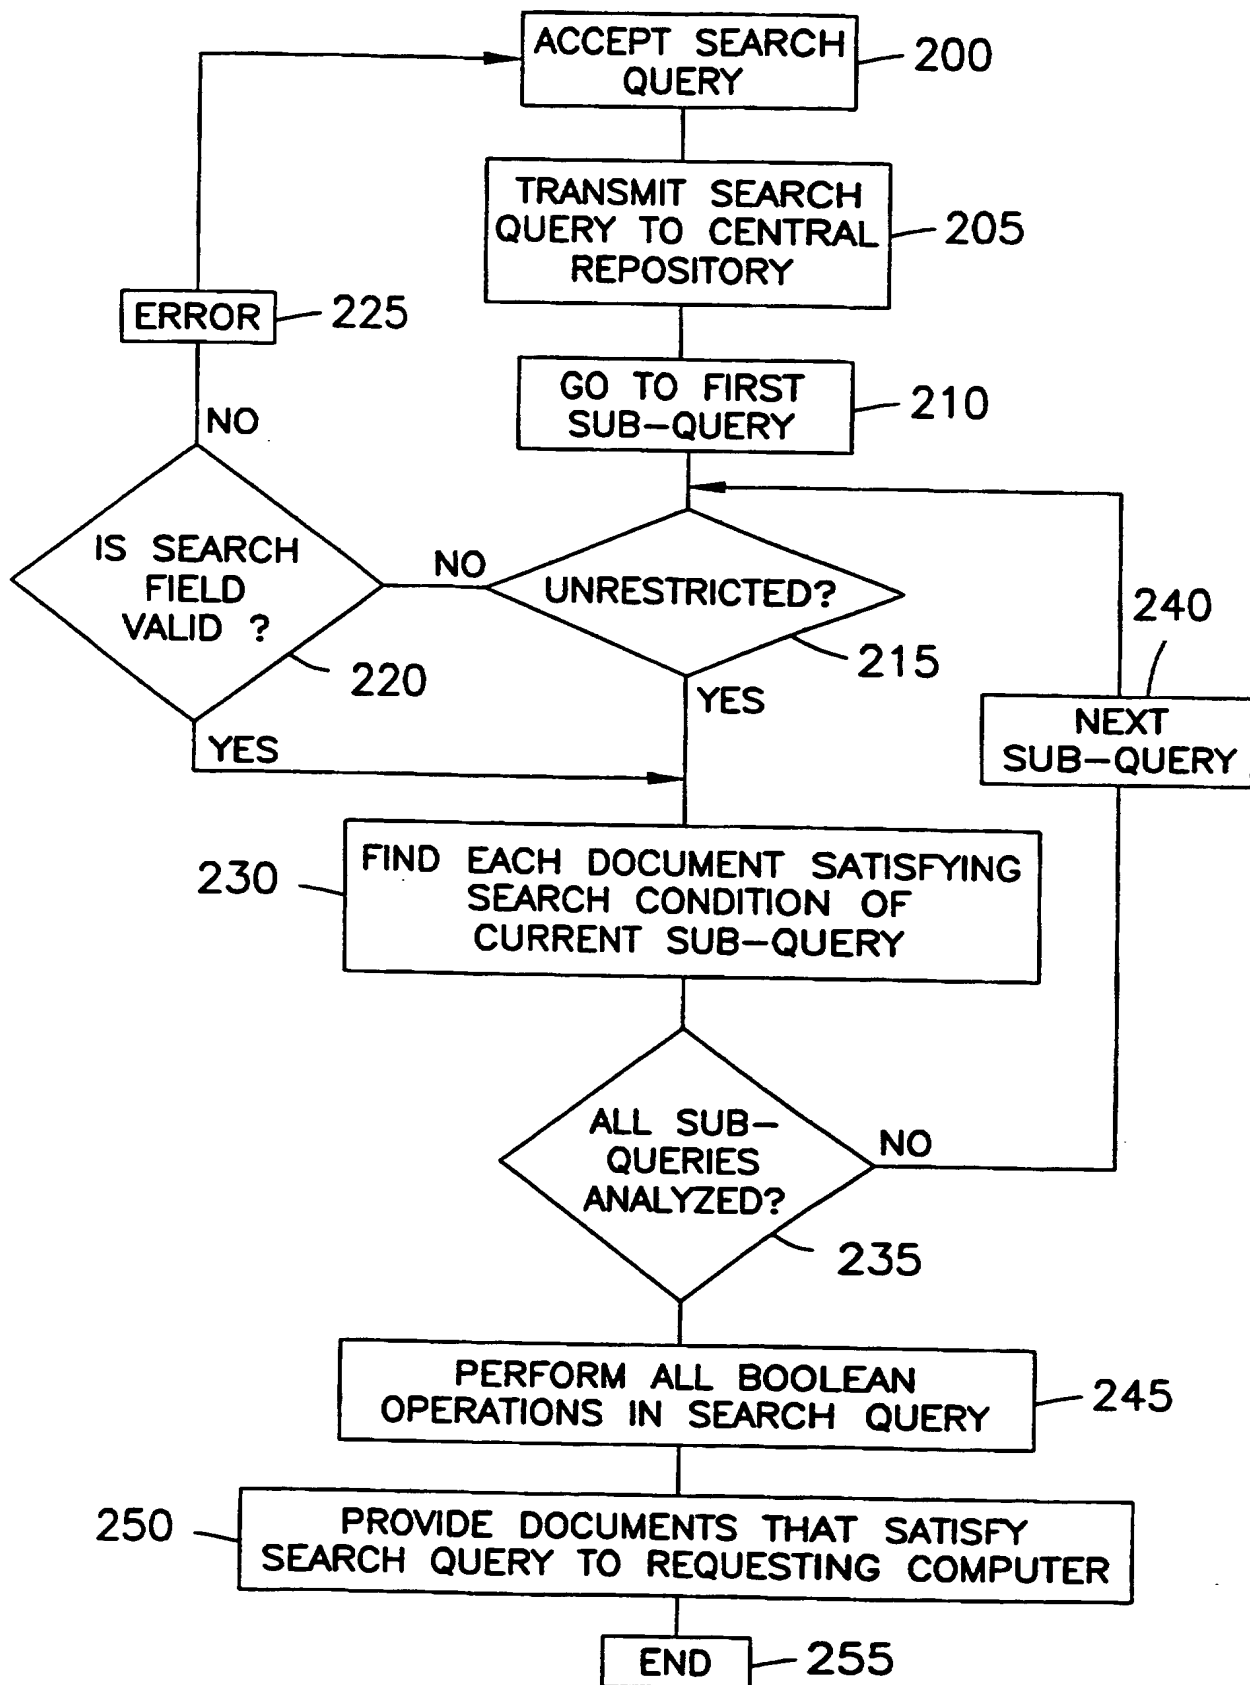 ACCEPT SEARCH
QUERY
200
TRANSMIT SEARCH
QUERY TO CENTRAL
REPOSITORY
205
ERROR
225
GO TO FIRST
SUB-QUERY
210
NO
IS SEARCH
FIELD
VALID ?
220
NO
UNRESTRICTED?
215
YES
YES
240
NEXT
SUB-QUERY
230
FIND EACH DOCUMENT SATISFYING
SEARCH CONDITION OF
CURRENT SUB-QUERY
ALL SUB-
QUERIES
ANALYZED?
NO
235
PERFORM ALL BOOLEAN
OPERATIONS IN SEARCH QUERY
245
250
PROVIDE DOCUMENTS THAT SATISFY
SEARCH QUERY TO REQUESTING COMPUTER
END
255